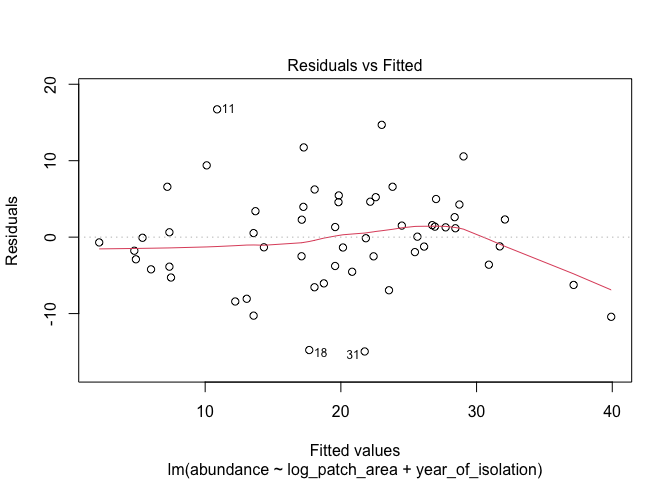 Residuals vs Fitted
20
10
0
-10
Residuals
11
18
31
10
20
30
40
Fitted values
lm(abundance ~ log_patch_area + year_of_isolation)